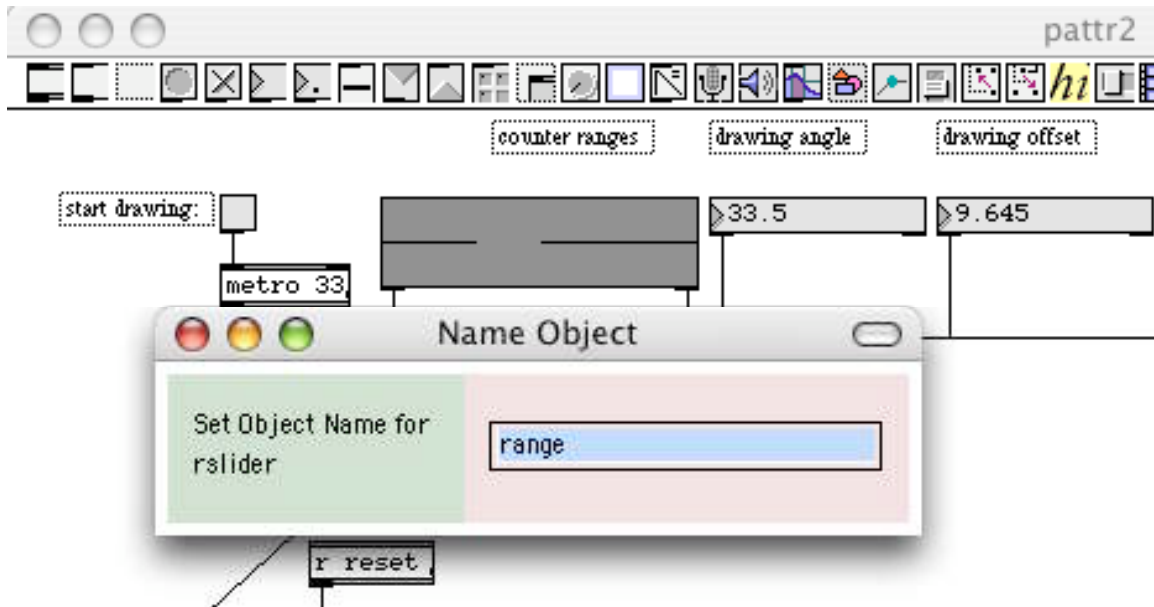 pattr2
hi
counter ranges
drawing angle
drawing offset
start drawing:
33.5
9.645
metro 33
Name Object
Set Object Name for
rslider
range
r reset